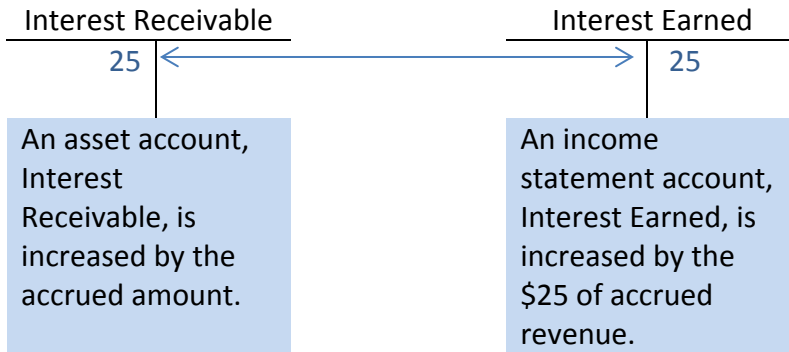 Interest Receivable
25
An asset account,
Interest
Receivable, is
increased by the
accrued amount.
Interest Earned
25
An income
statement account,
Interest Earned, is
increased by the
$25 of accrued
revenue.